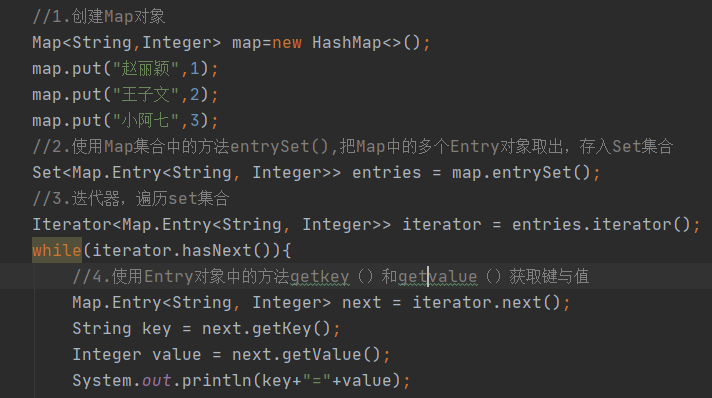 //1.创建Map对象
Map<String,Integer> map=new HashMap<>();
map.put("赵丽颖",1);
map.put("王子文",2);
map.put("小阿七",3);
//2.使用Map集合中的方法entrySet(),把Map中的多个Entry对象取出，存入Set集合
Set<Map.Entry<String, Integer>> entries = map.entrySet();
//3.迭代器，遍历set集合
Iterator<Map.Entry<String, Integer>> iterator = entries.iterator();
while(iterator.hasNext()){
//4.使用Entry对象中的方法getkey（）和getvalue（）获取键与值
Map.Entry<String, Integer> next = iterator.next();
String key = next.getKey();
Integer value = next.getValue();
System.out.println(key+"="+value);